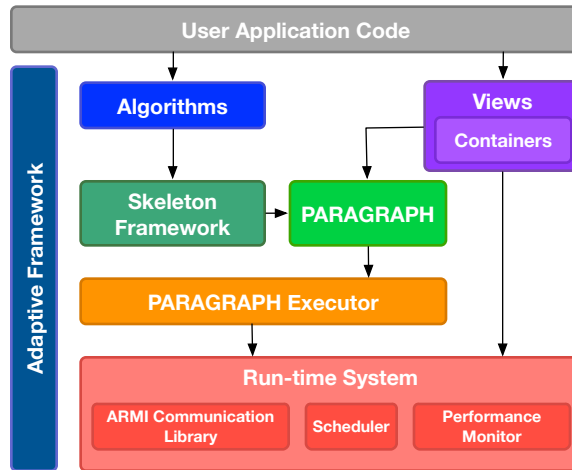 User Application Code
Adaptive Framework
Algorithms
Views
Containers
Skeleton
Framework
PARAGRAPH
PARAGRAPH Executor
Run-time System
ARMI Communication
Library
Scheduler
Performance
Monitor